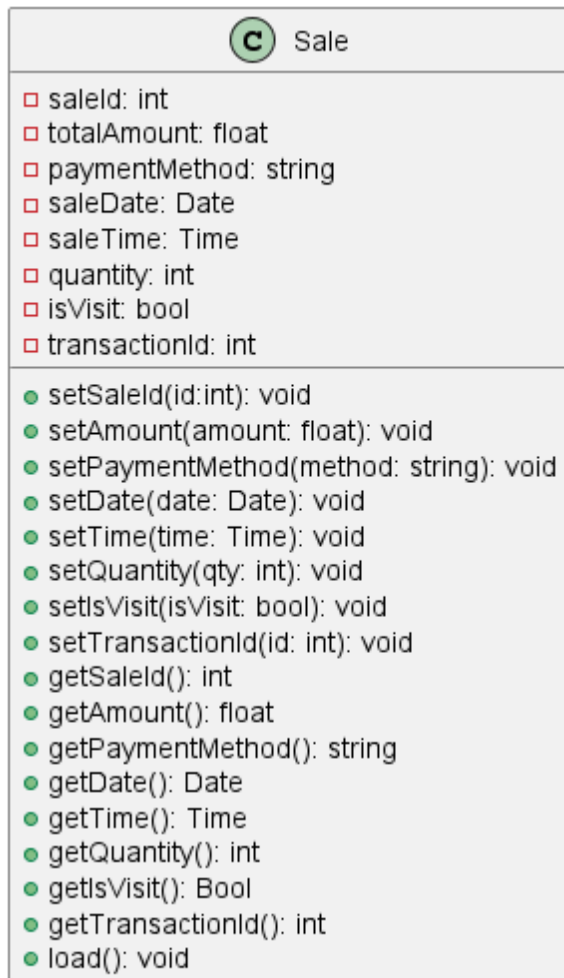 C Sale
saleId: int
totalAmount: float
paymentMethod: string
saleDate: Date
saleTime: Time
quantity: int
isVisit: bool
transactionId: int
setSaleId(id:int): void
setAmount(amount: float): void
setPaymentMethod(method: string): void
setDate(date: Date): void
setTime(time: Time): void
setQuantity(qty: int): void
setIsVisit(isVisit: bool): void
setTransactionId(id: int): void
getSaleId(): int
getAmount(): float
getPaymentMethod(): string
getDate(): Date
getTime(): Time
getQuantity(): int
getIsVisit(): Bool
getTransactionId(): int
load(): void